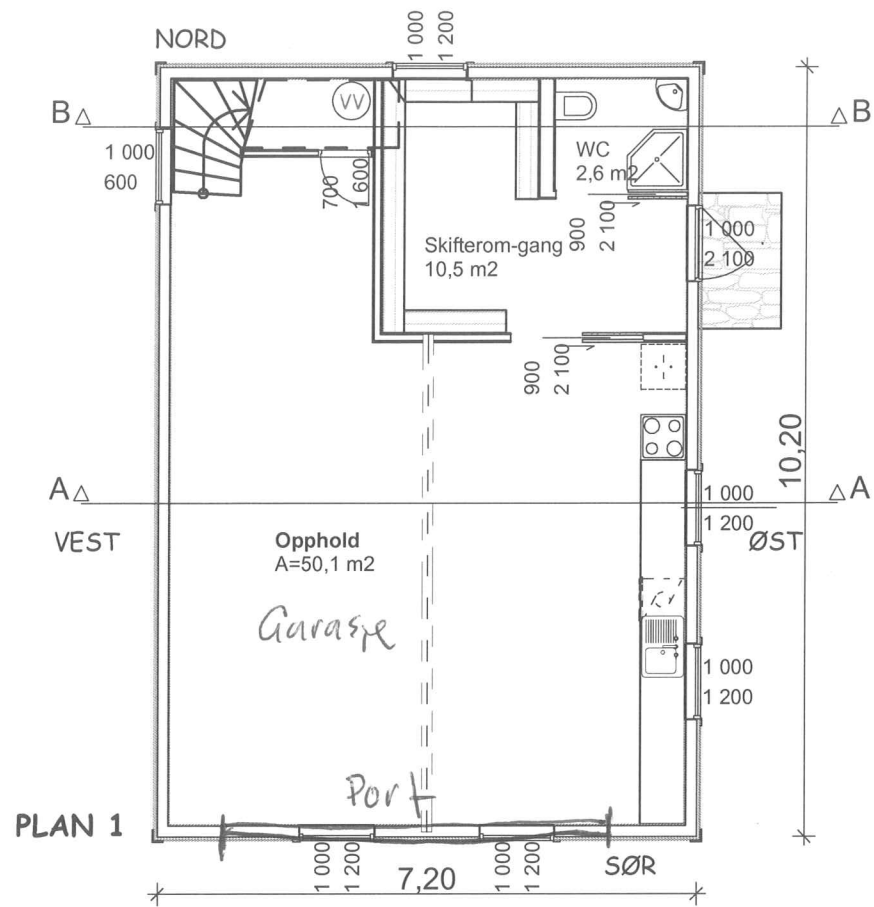 NORD
1 000
1 200
B
B
VV
1 000
600
700
1 600
WC
2,6 m2
900
2 100
Skifterom-gang
10,5 m2
1 000
2 100
900
2 100
10,20
A
A
1 000
1 200
VEST
ØST
Opphold
A=50,1 m2
Garasje
1 000
1 200
Port
PLAN 1
1 000
1 200
7,20
1 000
1 200
SØR